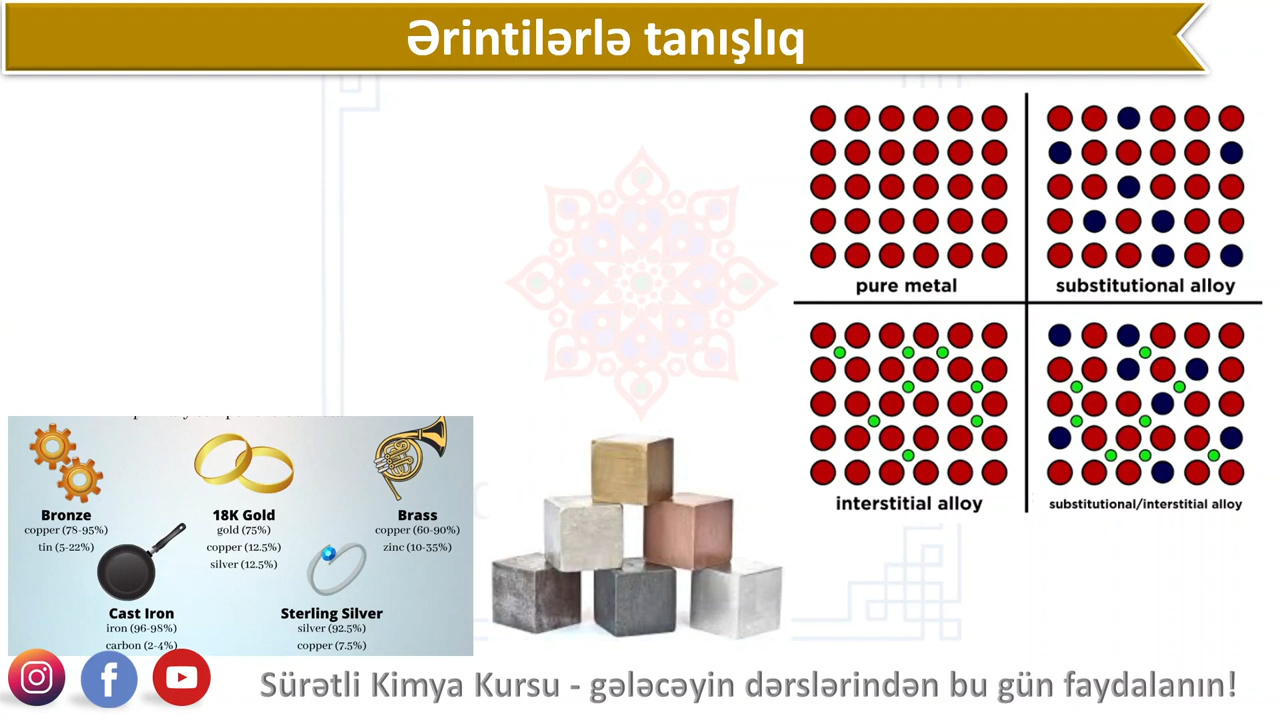 Ərintilərlə tanışlıq
pure metal
substitutional alloy
interstitial alloy
substitutional/interstitial alloy
Bronze
copper (78-95%)
tin (5-22%)
18K Gold
gold (75%)
copper (12.5%)
silver (12.5%)
Brass
copper (60-90%)
zinc (10-35%)
Cast Iron
iron (96-98%)
carbon (2-4%)
Sterling Silver
silver (92.5%)
copper (7.5%)
Sürətli Kimya Kursu - gələcəyin dərslərindən bu gün faydalanın!